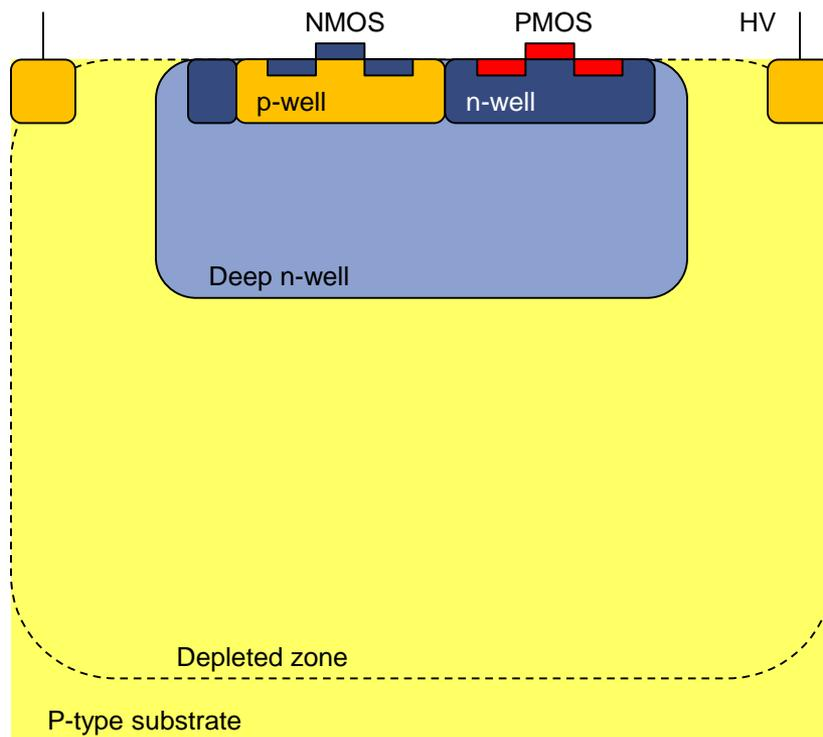 NMOS
PMOS
HV
p-well
n-well
Deep n-well
Depleted zone
P-type substrate